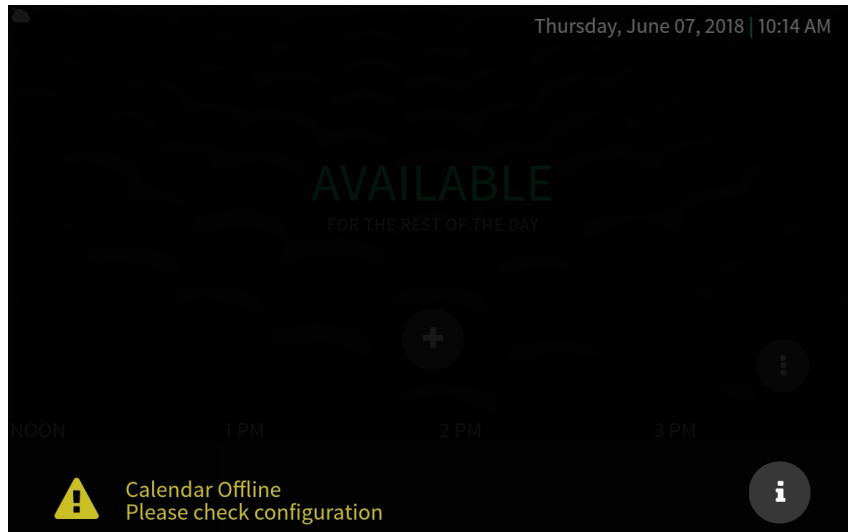 Thursday, June 07, 2018 | 10:14 AM
AVAILABLE
FOR THE REST OF THE DAY
NOON 1 PM 2 PM 3 PM
Calendar Offline
Please check configuration